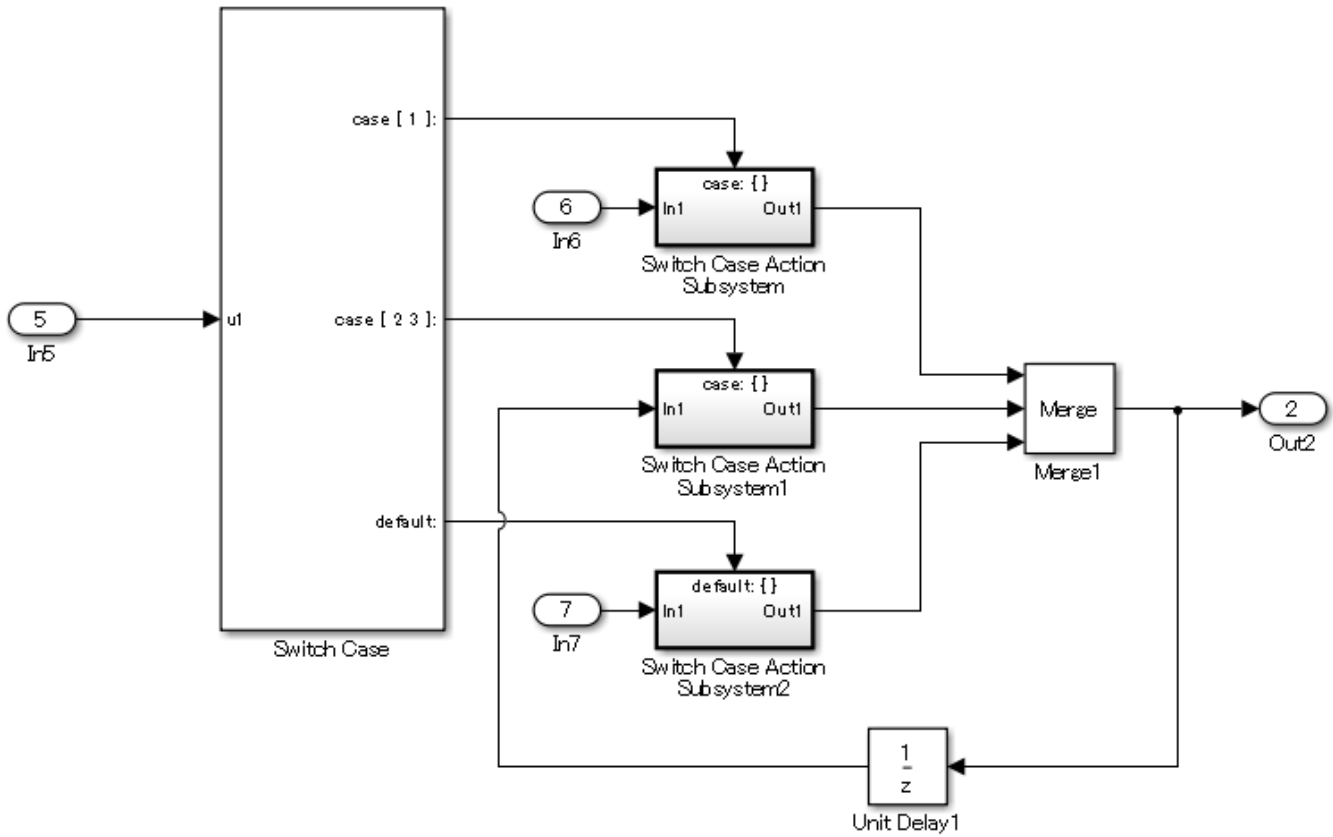 case [ 1 ]:
case: { }
6
In1
Out1
In6
Switch Case Action
Subsystem
5
In5
u1
case [ 2 3 ]:
case: { }
In1
Out1
Switch Case Action
Subsystem1
Merge
Merge1
2
Out2
default:
default: { }
7
In1
Out1
In7
Switch Case Action
Subsystem2
Switch Case
1
z
Unit Delay1